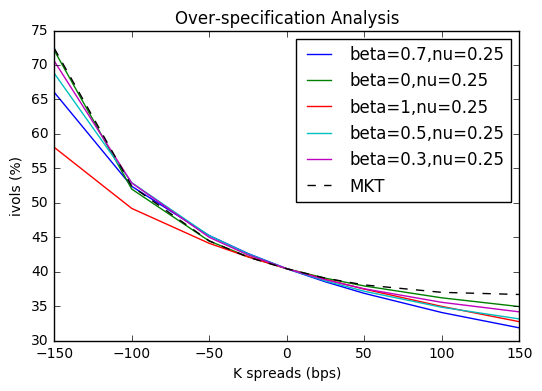 Over-specification Analysis
75
70
65
60
55
50
45
40
35
30
ivols (%)
beta=0.7,nu=0.25
beta=0,nu=0.25
beta=1,nu=0.25
beta=0.5,nu=0.25
beta=0.3,nu=0.25
MKT
−150 −100 −50 0 50 100 150
K spreads (bps)